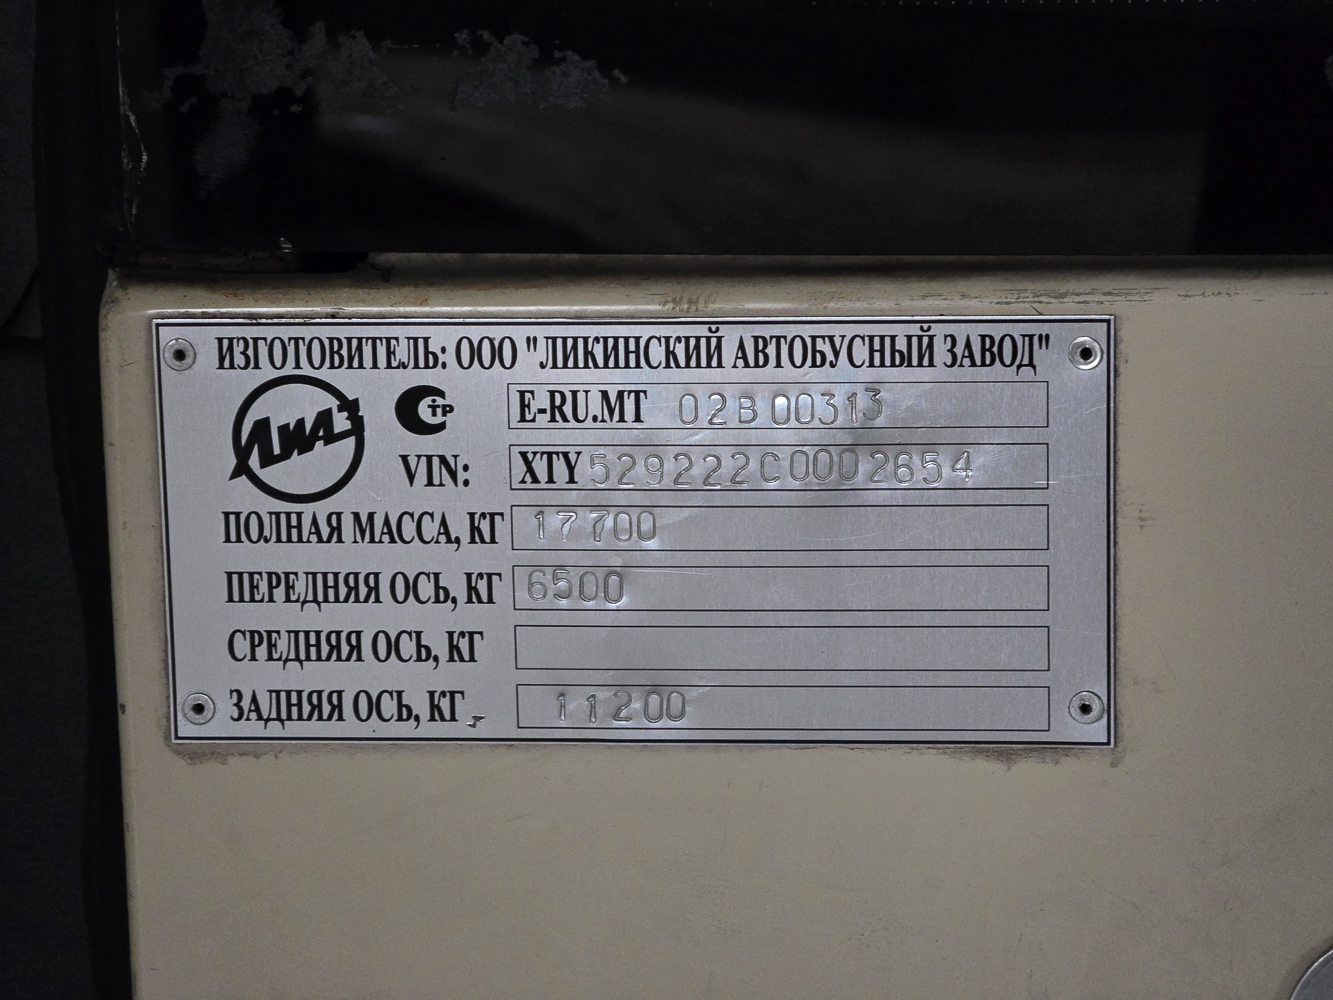 ИЗГОТОВИТЕЛЬ: ООО "ЛИКИНСКИЙ АВТОБУСНЫЙ ЗАВОД"
ЛИАЗ СТР E-RU.MT 02B00313
VIN: XTY529222C0002654
ПОЛНАЯ МАССА, КГ 17700
ПЕРЕДНЯЯ ОСЬ, КГ 6500
СРЕДНЯЯ ОСЬ, КГ
ЗАДНЯЯ ОСЬ, КГ 11200